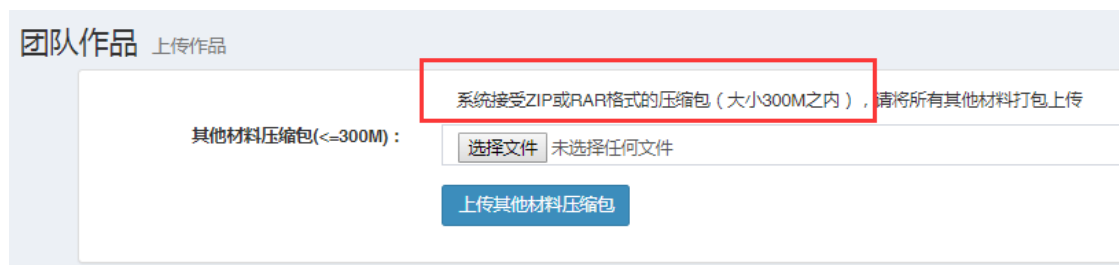 团队作品 上传作品
系统接受ZIP或RAR格式的压缩包（大小300M之内），请将所有其他材料打包上传
其他材料压缩包(<=300M)：
选择文件 未选择任何文件
上传其他材料压缩包